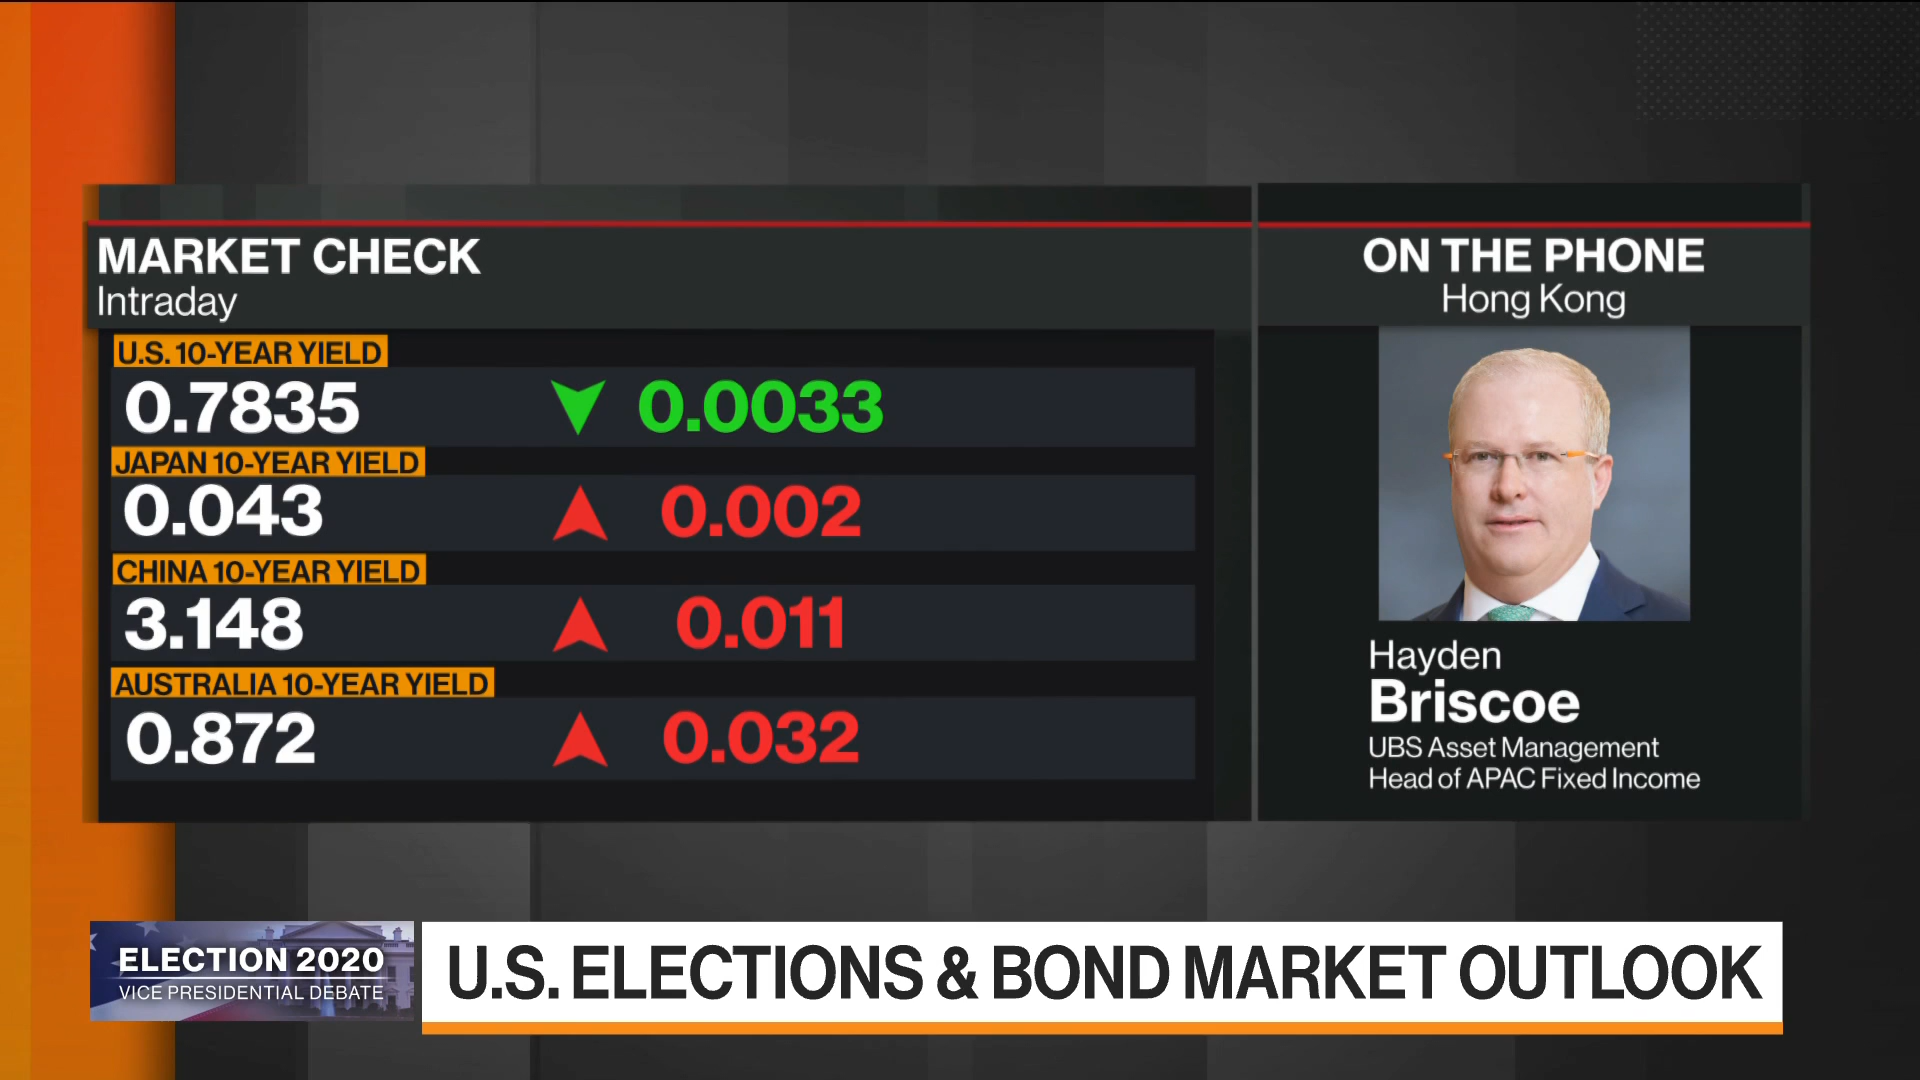 MARKET CHECK
Intraday
U.S. 10-YEAR YIELD
0.7835 0.0033
JAPAN 10-YEAR YIELD
0.043 0.002
CHINA 10-YEAR YIELD
3.148 0.011
AUSTRALIA 10-YEAR YIELD
0.872 0.032
ON THE PHONE
Hong Kong
Hayden
Briscoe
UBS Asset Management
Head of APAC Fixed Income
ELECTION 2020
VICE PRESIDENTIAL DEBATE
U.S. ELECTIONS & BOND MARKET OUTLOOK